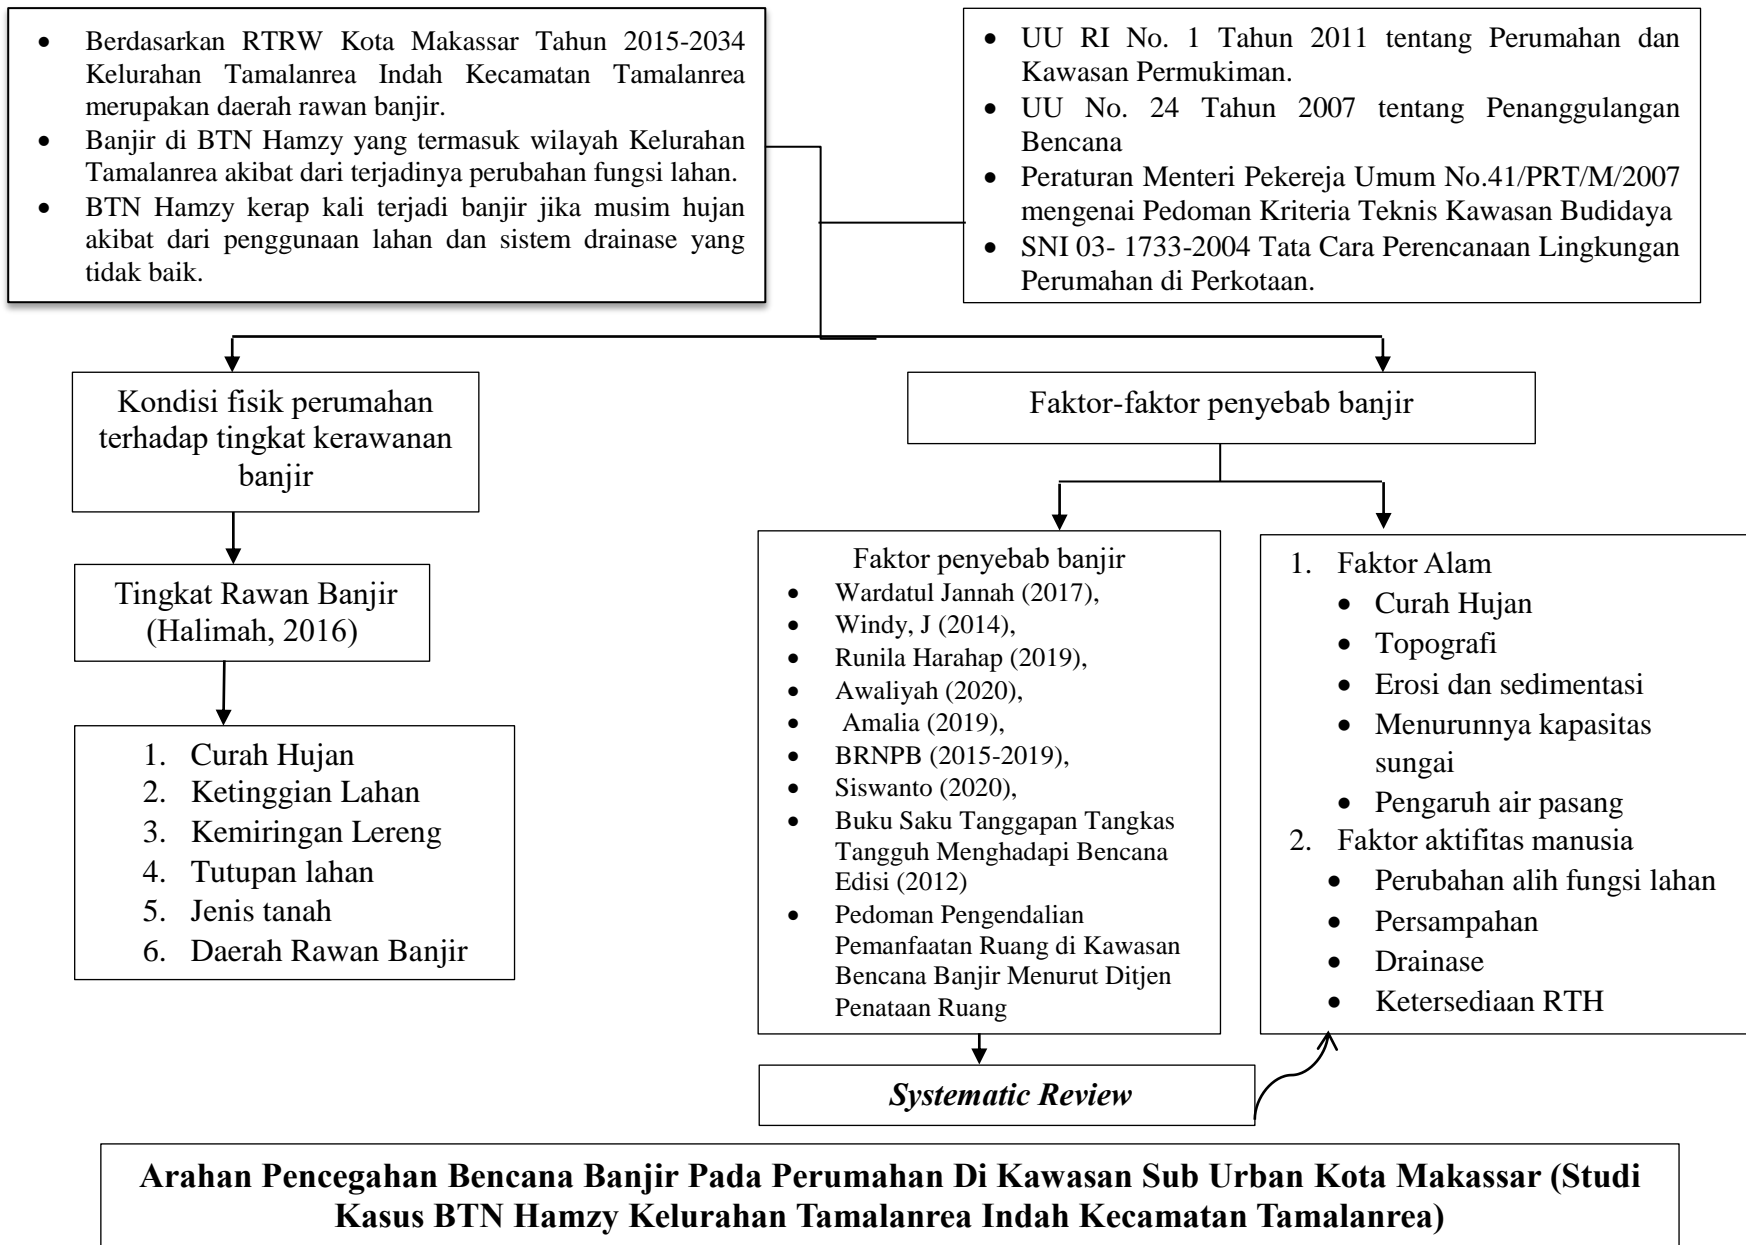 • Berdasarkan RTRW Kota Makassar Tahun 2015-2034
Kelurahan Tamalanrea Indah Kecamatan Tamalanrea
merupakan daerah rawan banjir.
• Banjir di BTN Hamzy yang termasuk wilayah Kelurahan
Tamalanrea akibat dari terjadinya perubahan fungsi lahan.
• BTN Hamzy kerap kali terjadi banjir jika musim hujan
akibat dari penggunaan lahan dan sistem drainase yang
tidak baik.
• UU RI No. 1 Tahun 2011 tentang Perumahan dan
Kawasan Permukiman.
• UU No. 24 Tahun 2007 tentang Penanggulangan
Bencana
• Peraturan Menteri Pekereja Umum No.41/PRT/M/2007
mengenai Pedoman Kriteria Teknis Kawasan Budidaya
• SNI 03- 1733-2004 Tata Cara Perencanaan Lingkungan
Perumahan di Perkotaan.
Kondisi fisik perumahan
terhadap tingkat kerawanan
banjir
Faktor-faktor penyebab banjir
Tingkat Rawan Banjir
(Halimah, 2016)
1. Curah Hujan
2. Ketinggian Lahan
3. Kemiringan Lereng
4. Tutupan lahan
5. Jenis tanah
6. Daerah Rawan Banjir
Faktor penyebab banjir
• Wardatul Jannah (2017),
• Windy, J (2014),
• Runila Harahap (2019),
• Awaliyah (2020),
• Amalia (2019),
• BRNPB (2015-2019),
• Siswanto (2020),
• Buku Saku Tanggapan Tangkas
Tangguh Menghadapi Bencana
Edisi (2012)
• Pedoman Pengendalian
Pemanfaatan Ruang di Kawasan
Bencana Banjir Menurut Ditjen
Penataan Ruang
1. Faktor Alam
• Curah Hujan
• Topografi
• Erosi dan sedimentasi
• Menurunnya kapasitas
sungai
• Pengaruh air pasang
2. Faktor aktifitas manusia
• Perubahan alih fungsi lahan
• Persampahan
• Drainase
• Ketersediaan RTH
Systematic Review
Arahan Pencegahan Bencana Banjir Pada Perumahan Di Kawasan Sub Urban Kota Makassar (Studi
Kasus BTN Hamzy Kelurahan Tamalanrea Indah Kecamatan Tamalanrea)